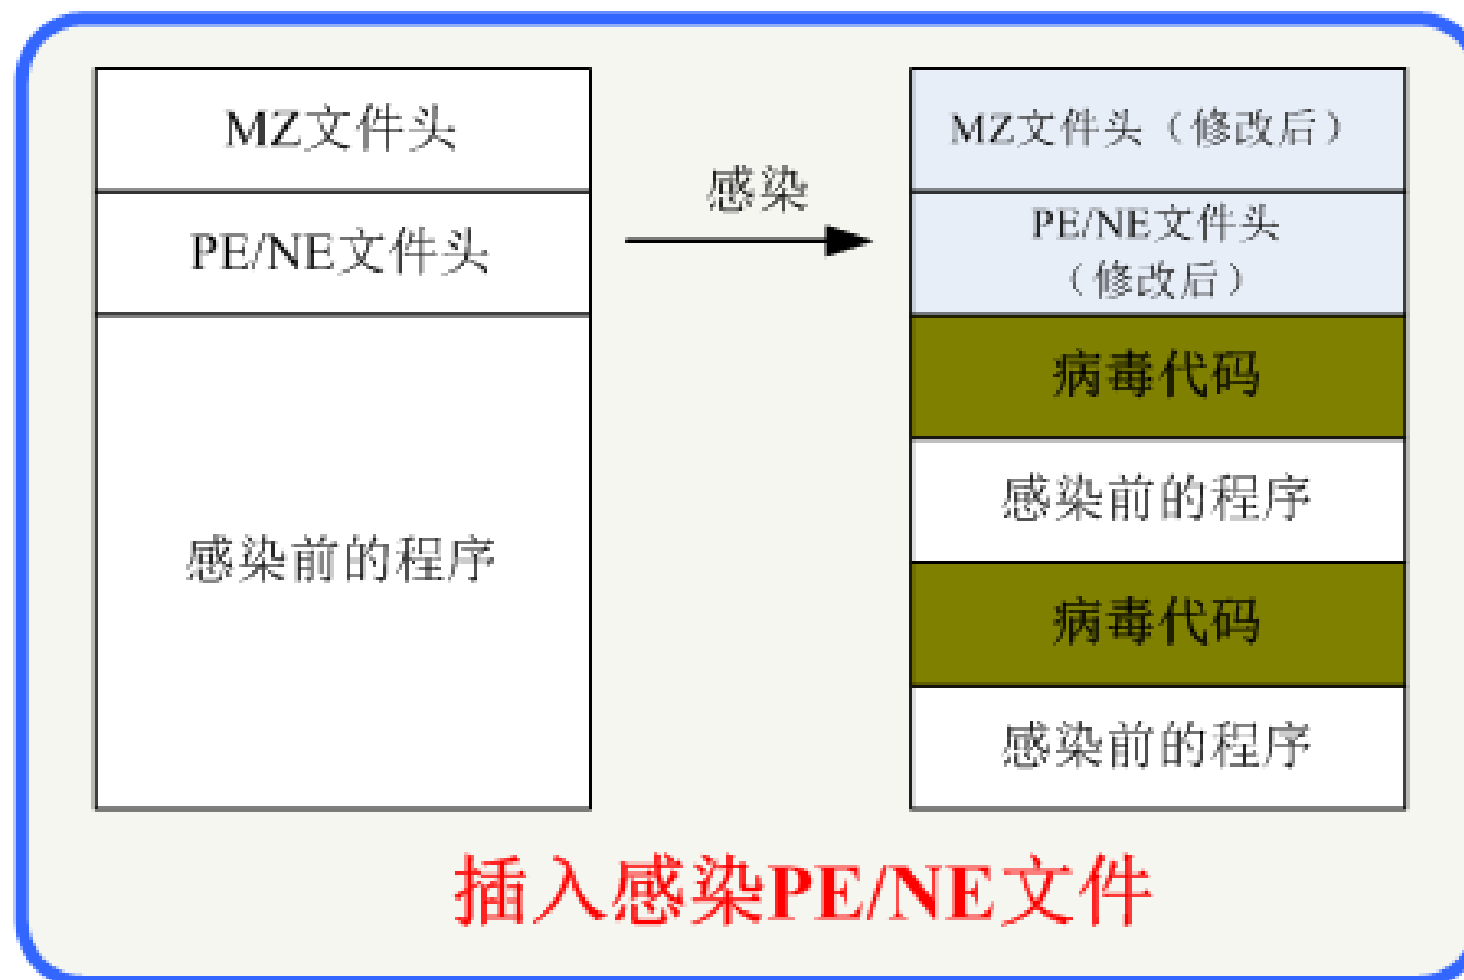 MZ文件头
PE/NE文件头
感染前的程序
感染
MZ文件头（修改后）
PE/NE文件头
（修改后）
病毒代码
感染前的程序
病毒代码
感染前的程序
插入感染PE/NE文件